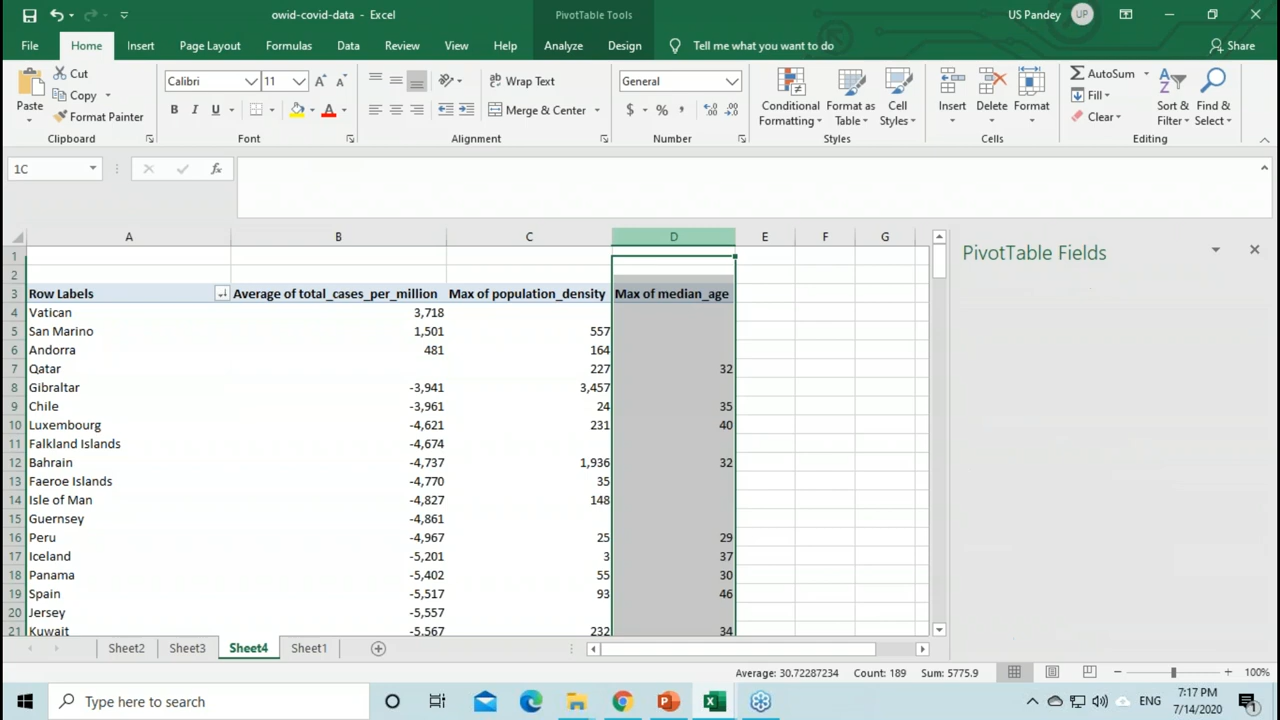 owid-covid-data - Excel
PivotTable Tools
US Pandey
UP
File
Home
Insert
Page Layout
Formulas
Data
Review
View
Help
Analyze
Design
Tell me what you want to do
Share
Paste
Cut
Copy
Format Painter
Clipboard
Calibri
11
B I U
A
Font
Wrap Text
Merge & Center
Alignment
General
$ % ,
Number
Conditional
Formatting
Format as
Table
Cell
Styles
Styles
Insert
Delete
Format
Cells
AutoSum
Fill
Clear
Sort &
Filter
Find &
Select
Editing
1C
fx
A B C D E F G
1
2
3 Row Labels Average of total_cases_per_million Max of population_density Max of median_age
4 Vatican 3,718
5 San Marino 1,501 557
6 Andorra 481 164
7 Qatar 227 32
8 Gibraltar -3,941 3,457
9 Chile -3,961 24 35
10 Luxembourg -4,621 231 40
11 Falkland Islands -4,674
12 Bahrain -4,737 1,936 32
13 Faeroe Islands -4,770 35
14 Isle of Man -4,827 148
15 Guernsey -4,861
16 Peru -4,967 25 29
17 Iceland -5,201 3 37
18 Panama -5,402 55 30
19 Spain -5,517 93 46
20 Jersey -5,557
21 Kuwait -5,567 232 34
PivotTable Fields
Sheet2
Sheet3
Sheet4
Sheet1
Average: 30.72287234 Count: 189 Sum: 5775.9
100%
Type here to search
ENG
7:17 PM
7/14/2020
1